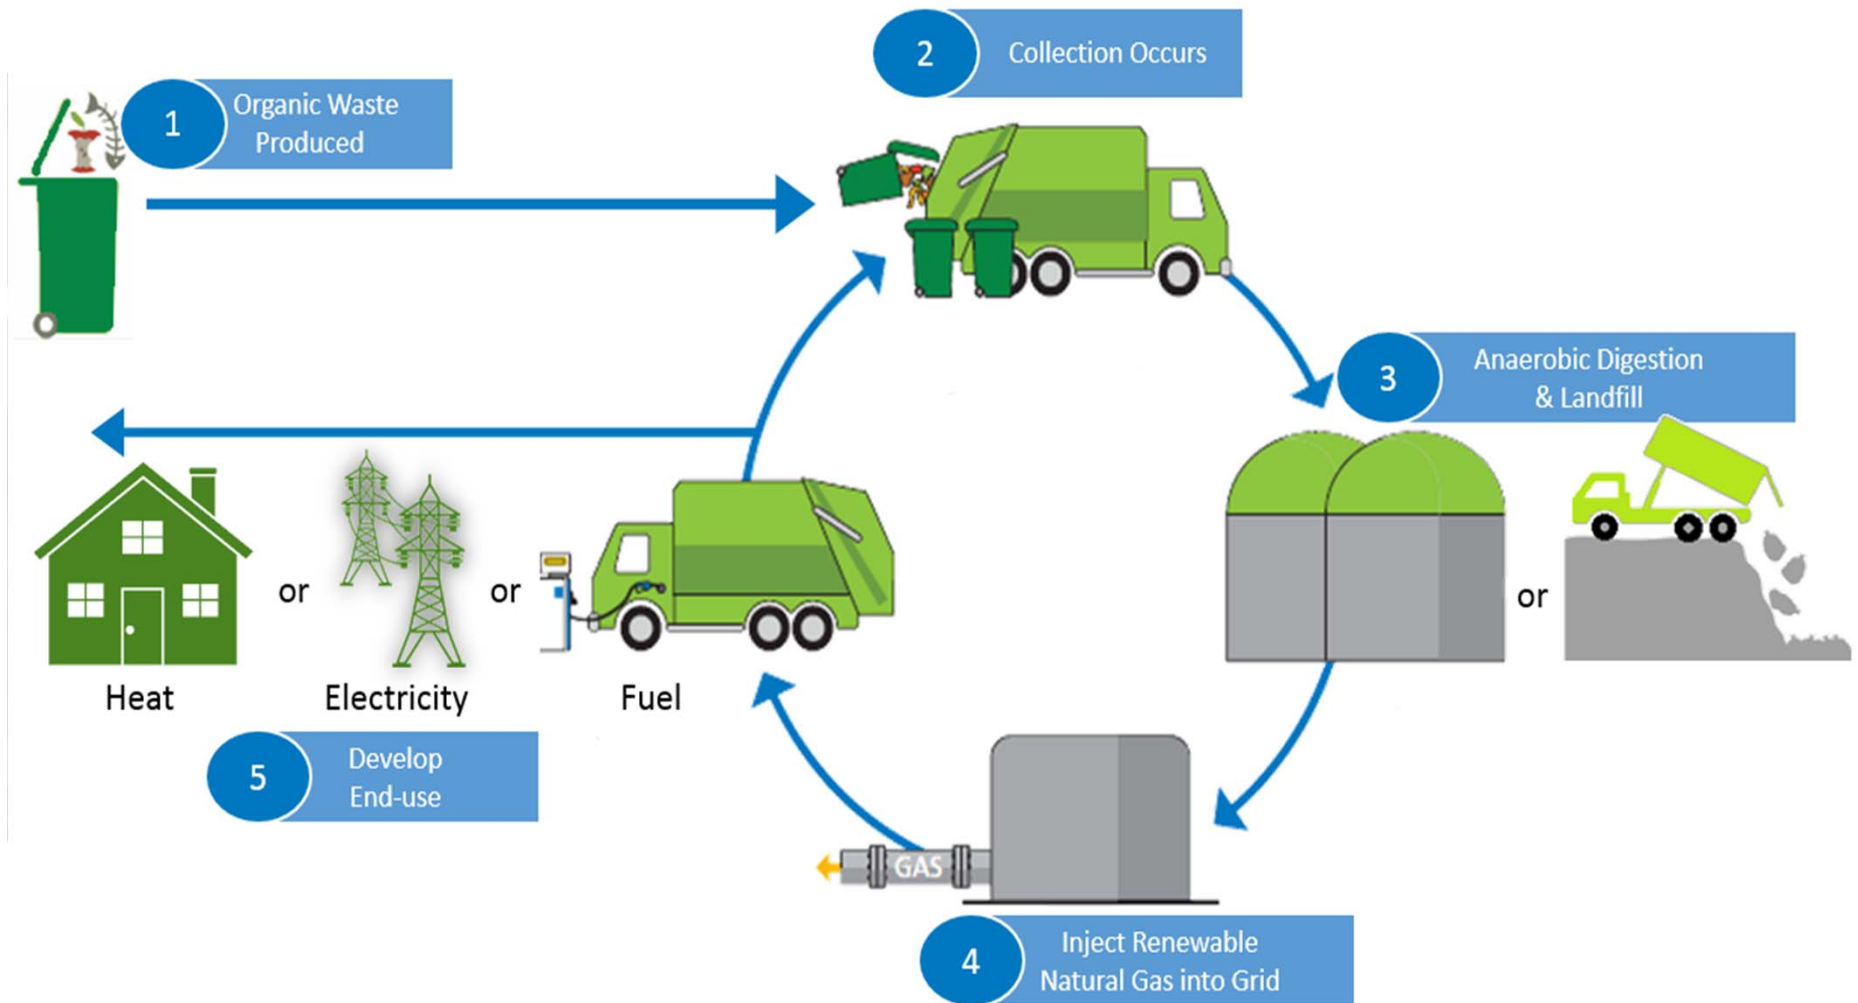 1
Organic Waste
Produced
2
Collection Occurs
3
Anaerobic Digestion
& Landfill
or
or
or
Heat
Electricity
Fuel
5
Develop
End-use
GAS
4
Inject Renewable
Natural Gas into Grid